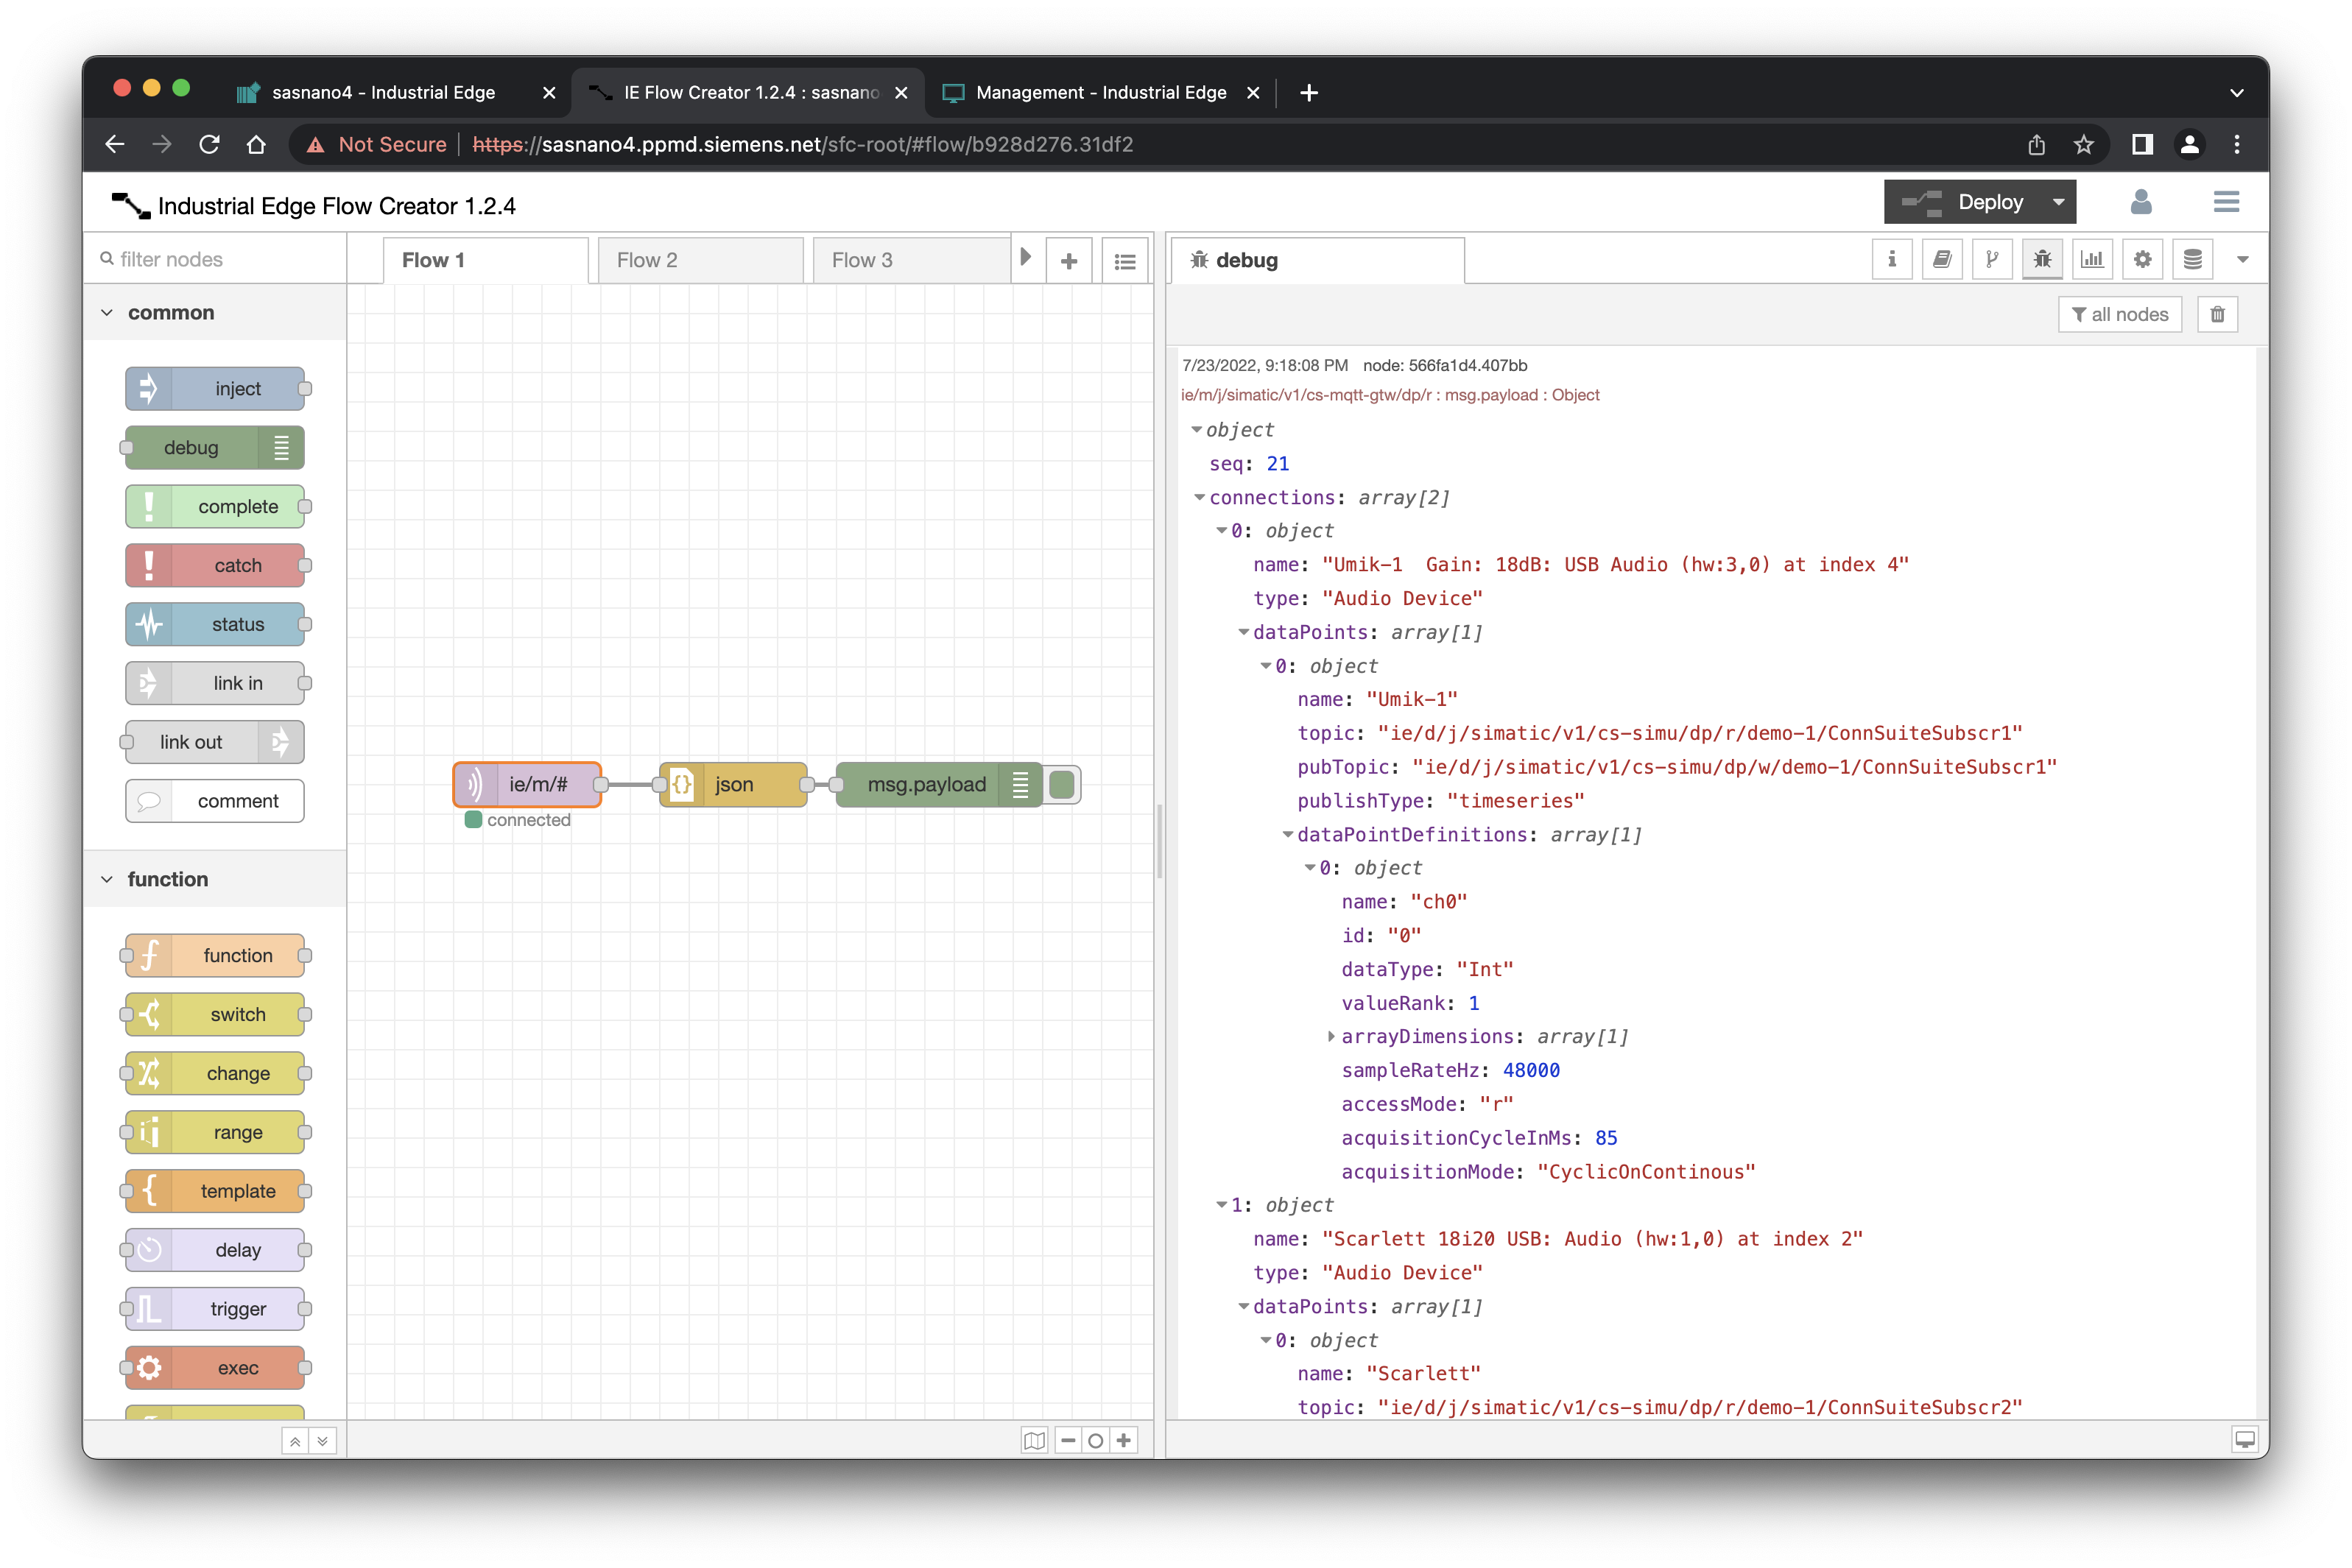 sasnano4 - Industrial Edge
IE Flow Creator 1.2.4 : sasnano
Management - Industrial Edge
Not Secure
https://sasnano4.ppmd.siemens.net/sfc-root/#flow/b928d276.31df2
Industrial Edge Flow Creator 1.2.4
Deploy
filter nodes
Flow 1
Flow 2
Flow 3
debug
all nodes
common
inject
debug
complete
catch
status
link in
link out
comment
function
function
switch
change
range
template
delay
trigger
exec
ie/m/#
connected
json
msg.payload
7/23/2022, 9:18:08 PM node: 566fa1d4.407bb
ie/m/j/simatic/v1/cs-mqtt-gtw/dp/r : msg.payload : Object
object
seq: 21
connections: array[2]
0: object
name: "Umik-1  Gain: 18dB: USB Audio (hw:3,0) at index 4"
type: "Audio Device"
dataPoints: array[1]
0: object
name: "Umik-1"
topic: "ie/d/j/simatic/v1/cs-simu/dp/r/demo-1/ConnSuiteSubscr1"
pubTopic: "ie/d/j/simatic/v1/cs-simu/dp/w/demo-1/ConnSuiteSubscr1"
publishType: "timeseries"
dataPointDefinitions: array[1]
0: object
name: "ch0"
id: "0"
dataType: "Int"
valueRank: 1
arrayDimensions: array[1]
sampleRateHz: 48000
accessMode: "r"
acquisitionCycleInMs: 85
acquisitionMode: "CyclicOnContinous"
1: object
name: "Scarlett 18i20 USB: Audio (hw:1,0) at index 2"
type: "Audio Device"
dataPoints: array[1]
0: object
name: "Scarlett"
topic: "ie/d/j/simatic/v1/cs-simu/dp/r/demo-1/ConnSuiteSubscr2"